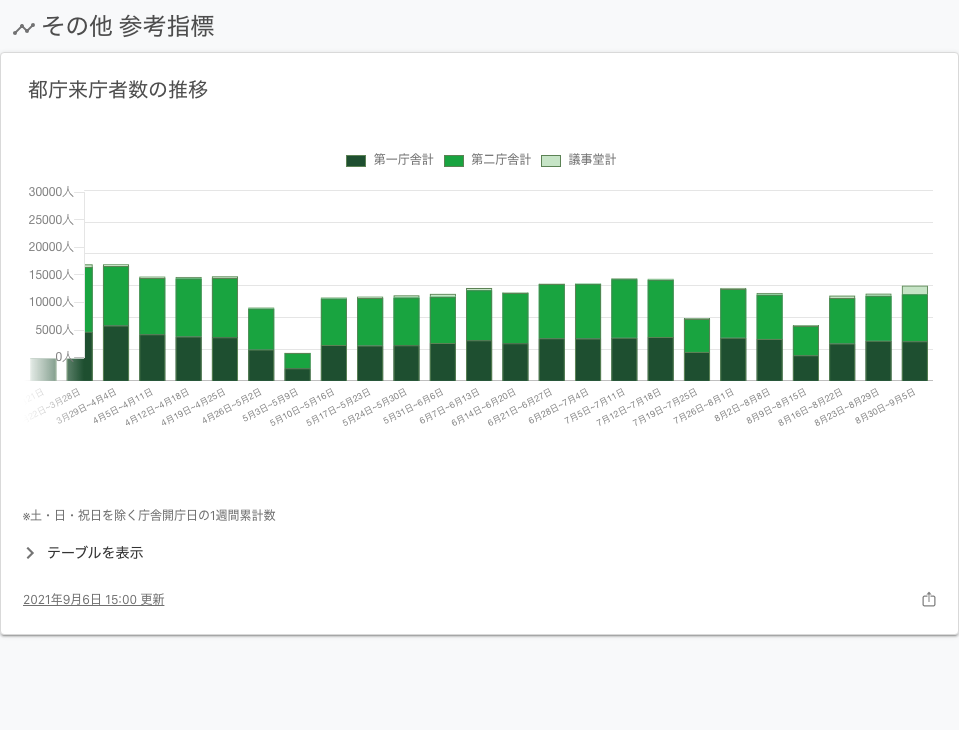 その他 参考指標
都庁来庁者数の推移
第一庁舎計 第二庁舎計 議事堂計
30000人
25000人
20000人
15000人
10000人
5000人
0人
3月29日~4月4日
4月5日~4月11日
4月12日~4月18日
4月19日~4月25日
4月26日~5月2日
5月3日~5月9日
5月10日~5月16日
5月17日~5月23日
5月24日~5月30日
5月31日~6月6日
6月7日~6月13日
6月14日~6月20日
6月21日~6月27日
6月28日~7月4日
7月5日~7月11日
7月12日~7月18日
7月19日~7月25日
7月26日~8月1日
8月2日~8月8日
8月9日~8月15日
8月16日~8月22日
8月23日~8月29日
8月30日~9月5日
※土・日・祝日を除く庁舎開庁日の1週間累計数
テーブルを表示
2021年9月6日 15:00 更新